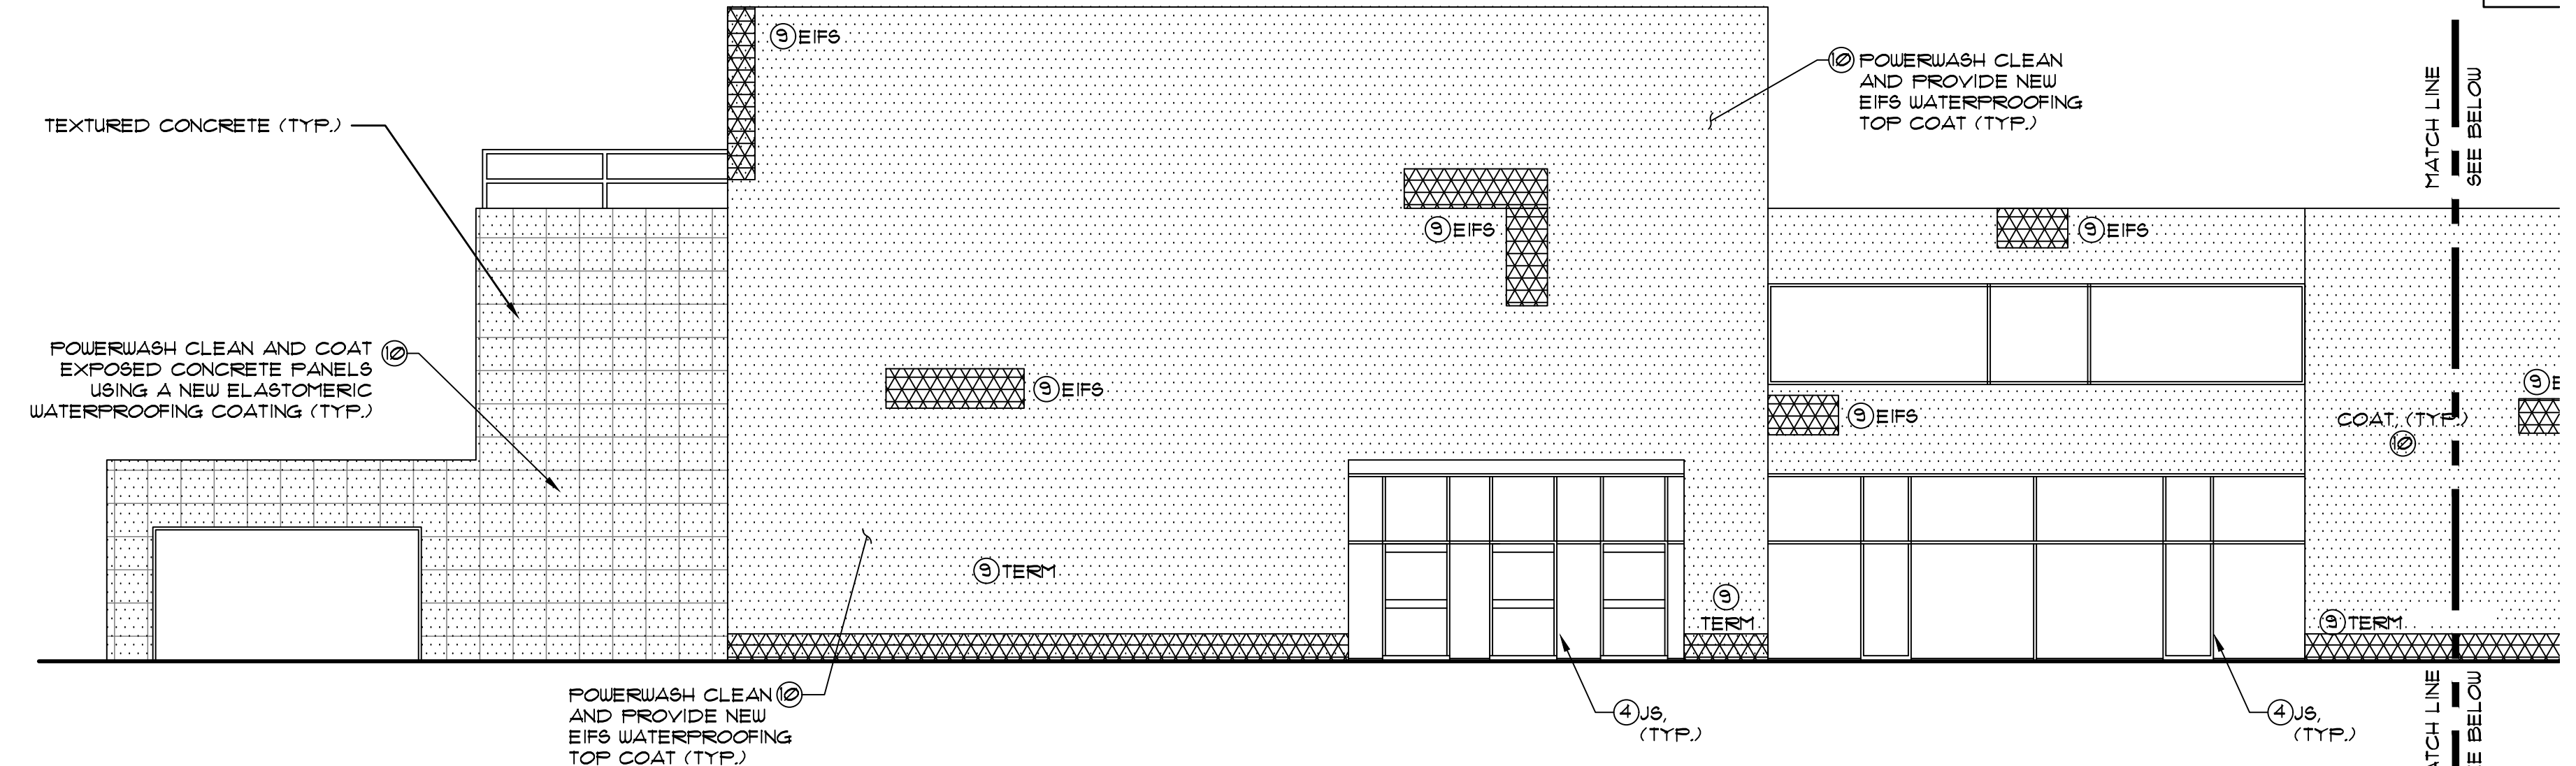 ⑨ EIFS
TEXTURED CONCRETE (TYP.)
⑩ POWERWASH CLEAN
AND PROVIDE NEW
EIFS WATERPROOFING
TOP COAT (TYP.)
MATCH LINE
SEE BELOW
⑨ EIFS
⑨ EIFS
POWERWASH CLEAN AND COAT ⑩
EXPOSED CONCRETE PANELS
USING A NEW ELASTOMERIC
WATERPROOFING COATING (TYP.)
⑨ EIFS
⑨ EIFS
⑨
COAT, (TYP.)
⑩
⑨ TERM
⑨
TERM
⑨ TERM
POWERWASH CLEAN ⑩
AND PROVIDE NEW
EIFS WATERPROOFING
TOP COAT (TYP.)
④ JS,
(TYP.)
④ JS,
(TYP.)
LINE
BELOW